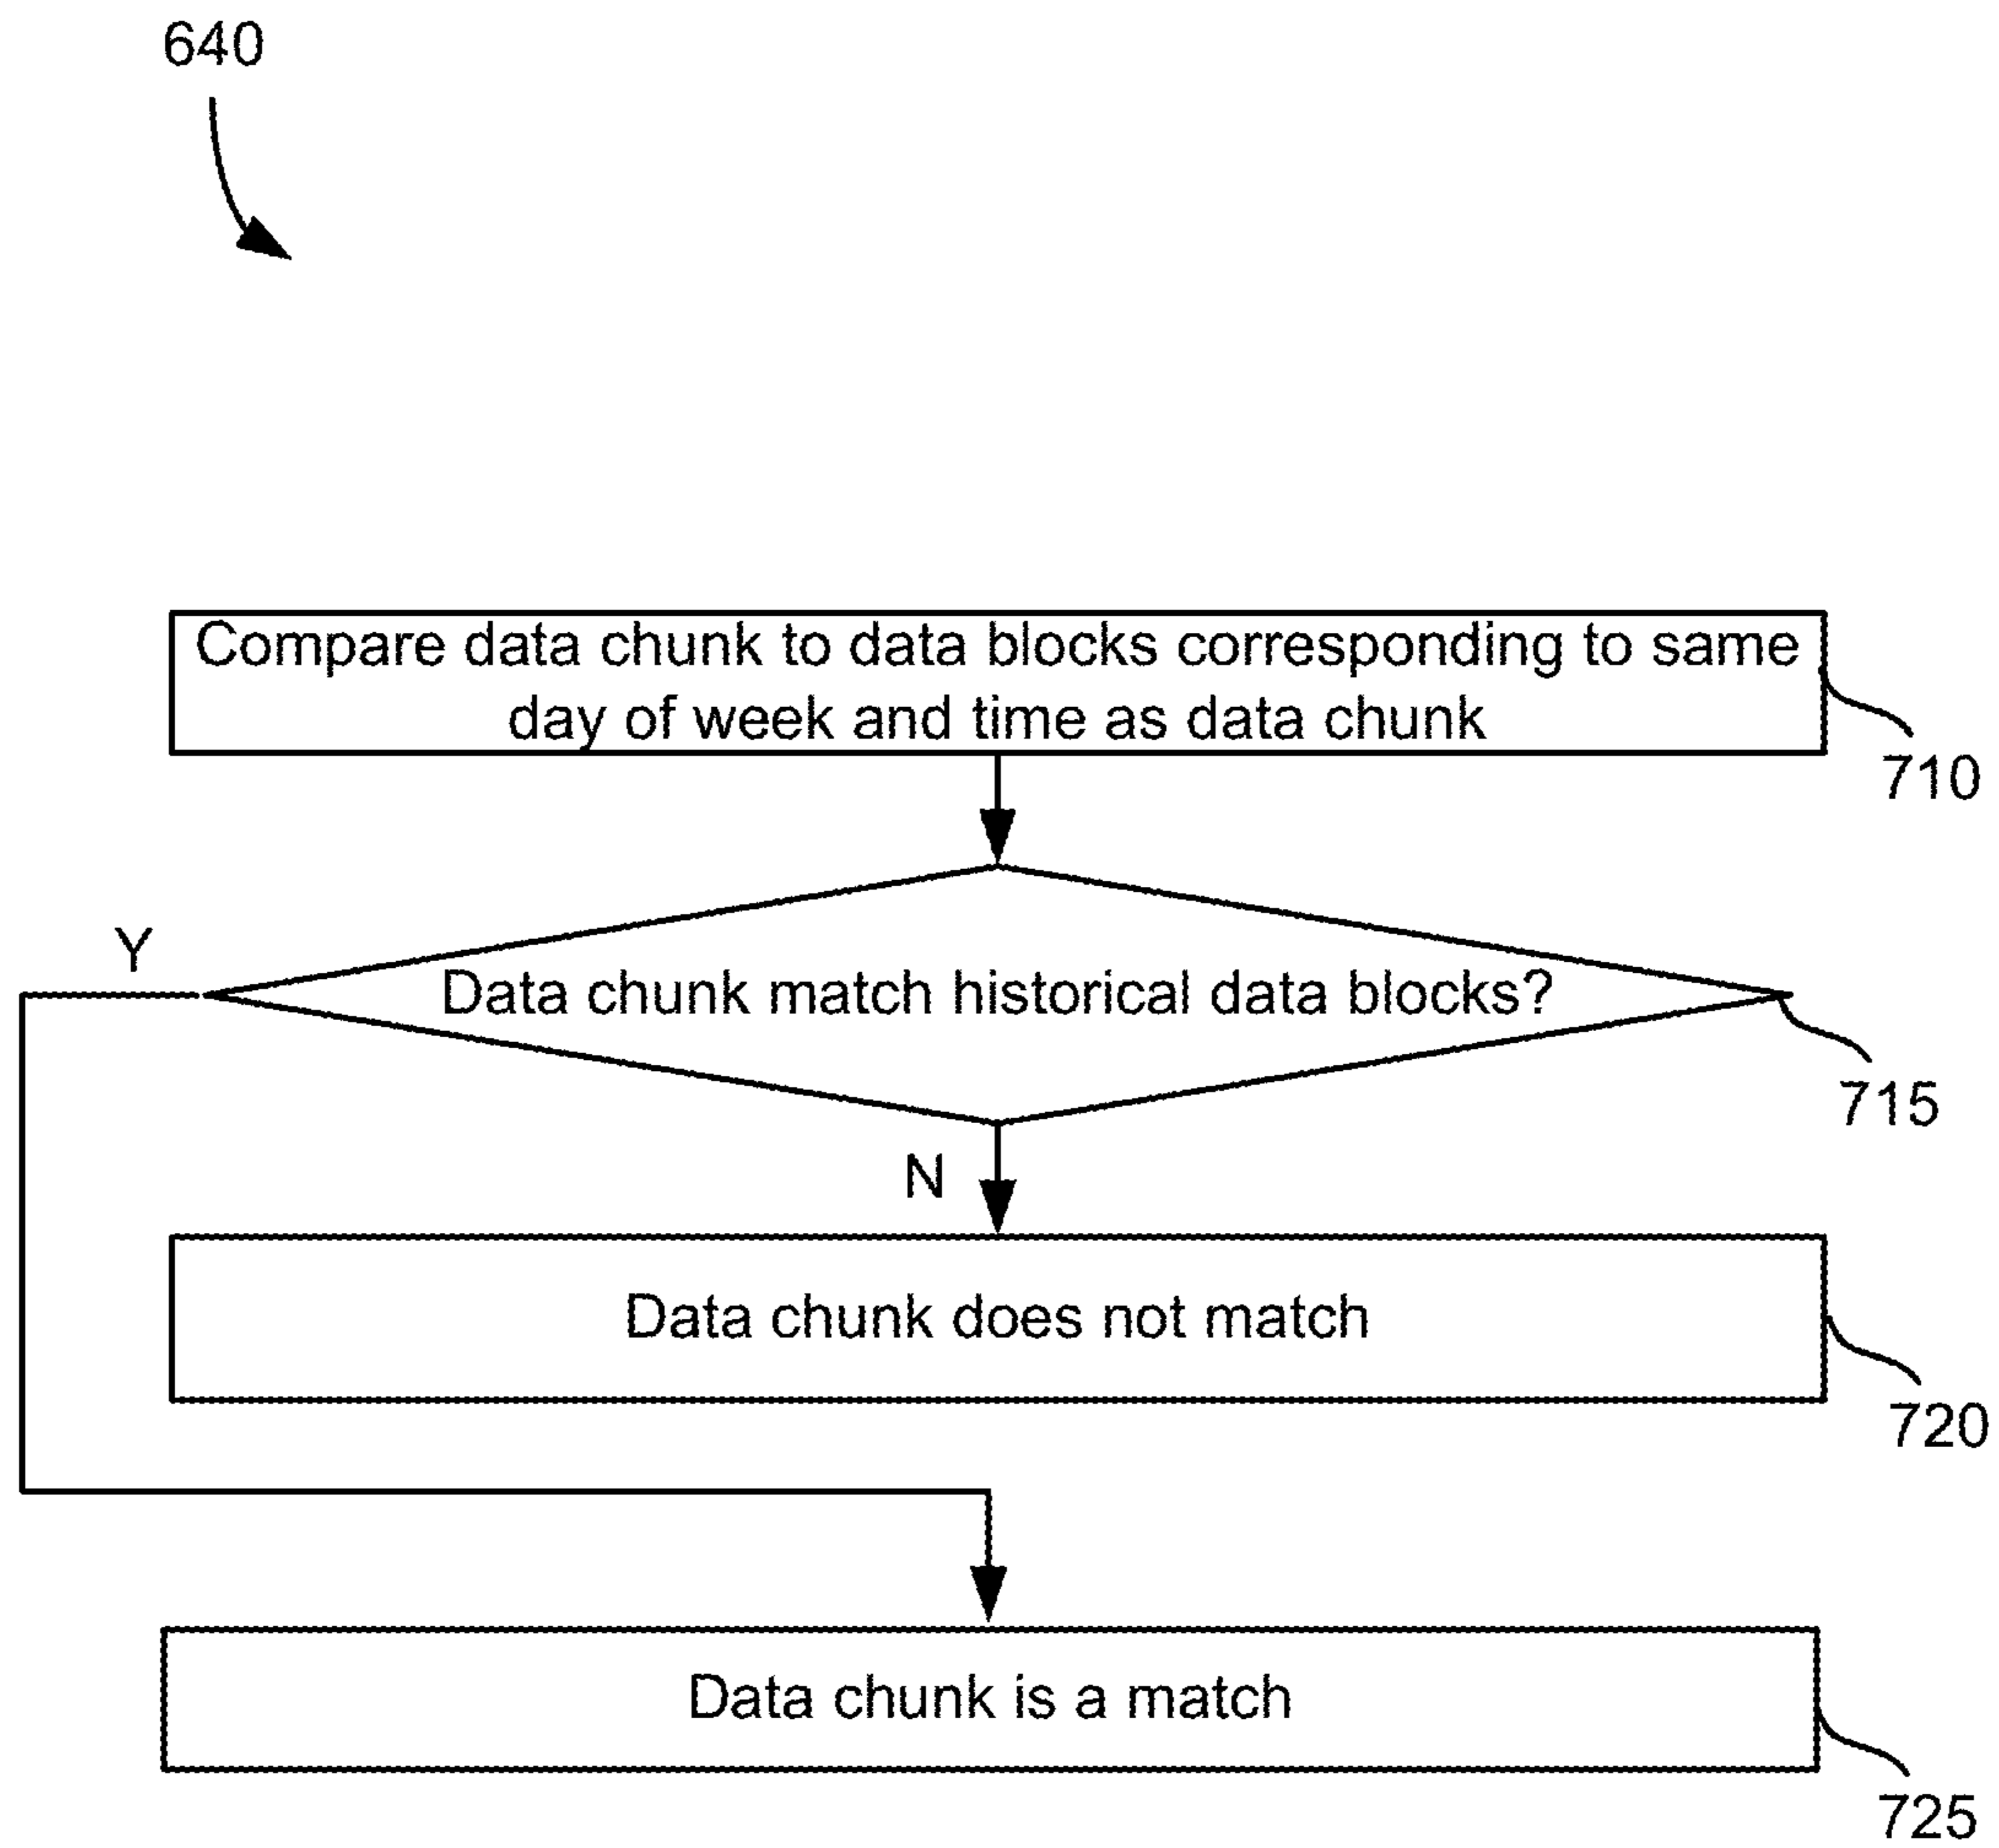 640
Compare data chunk to data blocks corresponding to same
day of week and time as data chunk
710
Y
Data chunk match historical data blocks?
715
N
Data chunk does not match
720
Data chunk is a match
725